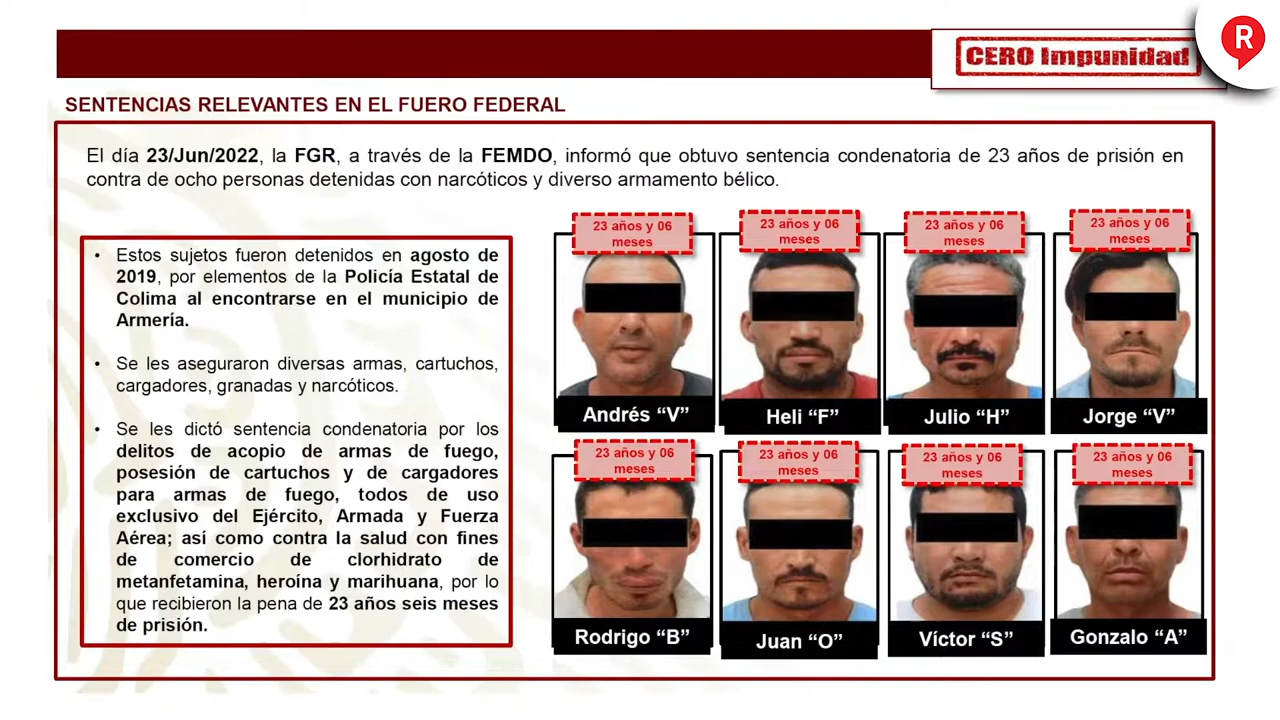 CERO Impunidad
R
SENTENCIAS RELEVANTES EN EL FUERO FEDERAL
El día 23/Jun/2022, la FGR, a través de la FEMDO, informó que obtuvo sentencia condenatoria de 23 años de prisión en
contra de ocho personas detenidas con narcóticos y diverso armamento bélico.
• Estos sujetos fueron detenidos en agosto de
2019, por elementos de la Policía Estatal de
Colima al encontrarse en el municipio de
Armería.
• Se les aseguraron diversas armas, cartuchos,
cargadores, granadas y narcóticos.
• Se les dictó sentencia condenatoria por los
delitos de acopio de armas de fuego,
posesión de cartuchos y de cargadores
para armas de fuego, todos de uso
exclusivo del Ejército, Armada y Fuerza
Aérea; así como contra la salud con fines
de comercio de clorhidrato de
metanfetamina, heroína y marihuana, por lo
que recibieron la pena de 23 años seis meses
de prisión.
23 años y 06
meses
Andrés “V”
23 años y 06
meses
Heli “F”
23 años y 06
meses
Julio “H”
23 años y 06
meses
Jorge “V”
23 años y 06
meses
Rodrigo “B”
23 años y 06
meses
Juan “O”
23 años y 06
meses
Víctor “S”
23 años y 06
meses
Gonzalo “A”